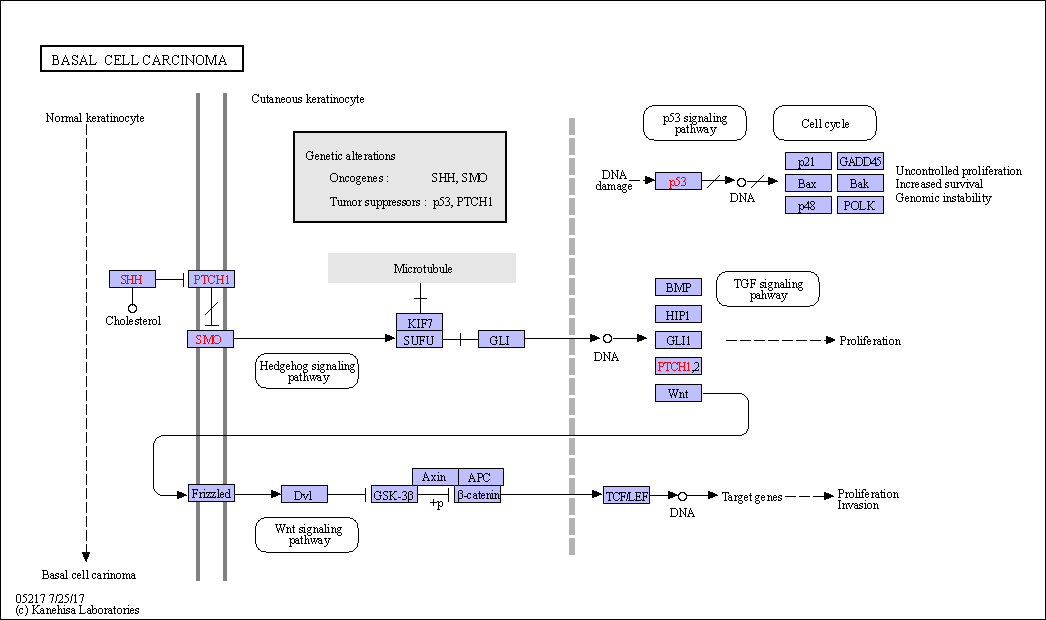 BASAL CELL CARCINOMA
Cutaneous keratinocyte
Normal keratinocyte
Genetic alterations
Oncogenes : SHH, SMO
Tumor suppressors : p53, PTCH1
p53 signaling
pathway
Cell cycle
DNA
damage
p53
DNA
p21
GADD45
Bax
Bak
p48
POLK
Uncontrolled proliferation
Increased survival
Genomic instability
SHH
PTCH1
Cholesterol
SMO
Microtubule
KIF7
SUFU
GLI
Hedgehog signaling
pathway
DNA
BMP
HIP1
GLI1
PTCH1,2
Wnt
TGF signaling
pahway
Proliferation
Frizzled
Dvl
GSK-3β
Axin
APC
β-catenin
+p
Wnt signaling
pathway
TCF/LEF
DNA
Target genes
Proliferation
Invasion
Basal cell carinoma
05217 7/25/17
(c) Kanehisa Laboratories